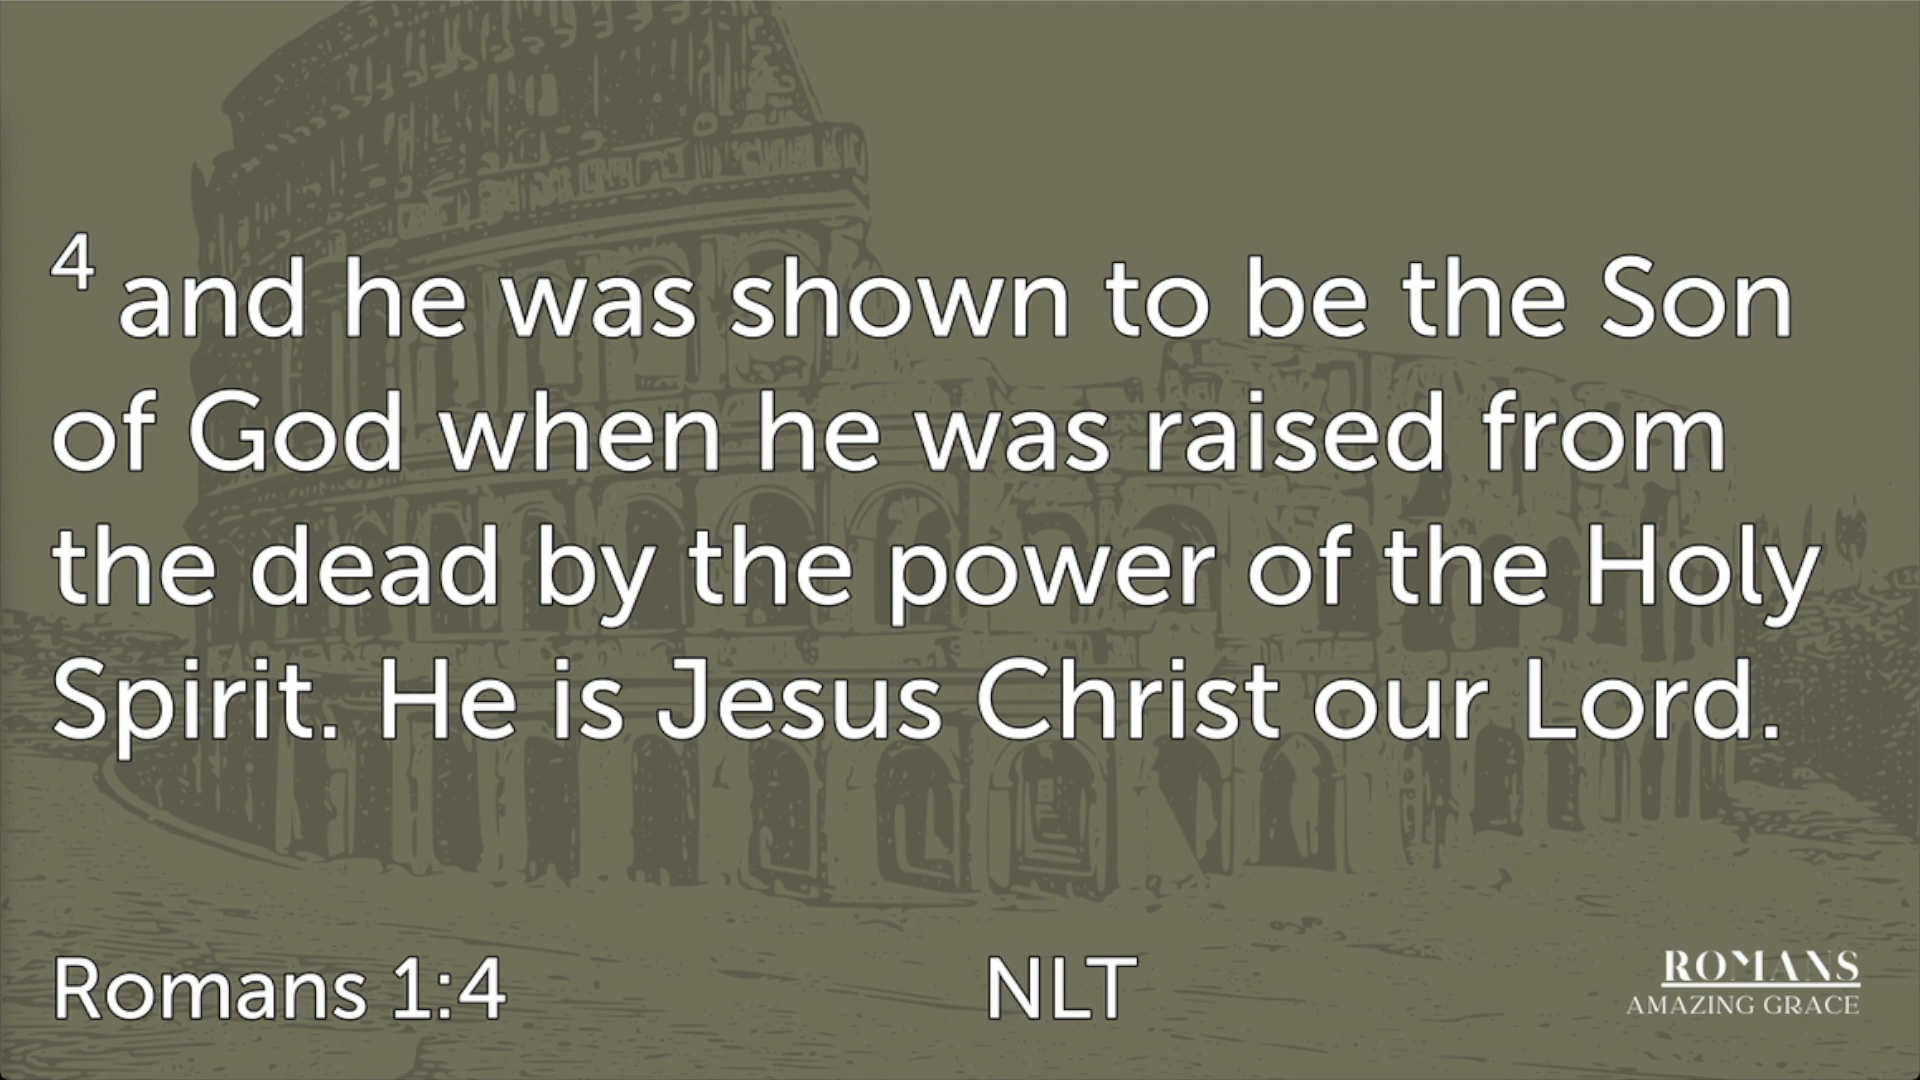 4 and he was shown to be the Son
of God when he was raised from
the dead by the power of the Holy
Spirit. He is Jesus Christ our Lord.
Romans 1:4
NLT
ROMANS
AMAZING GRACE